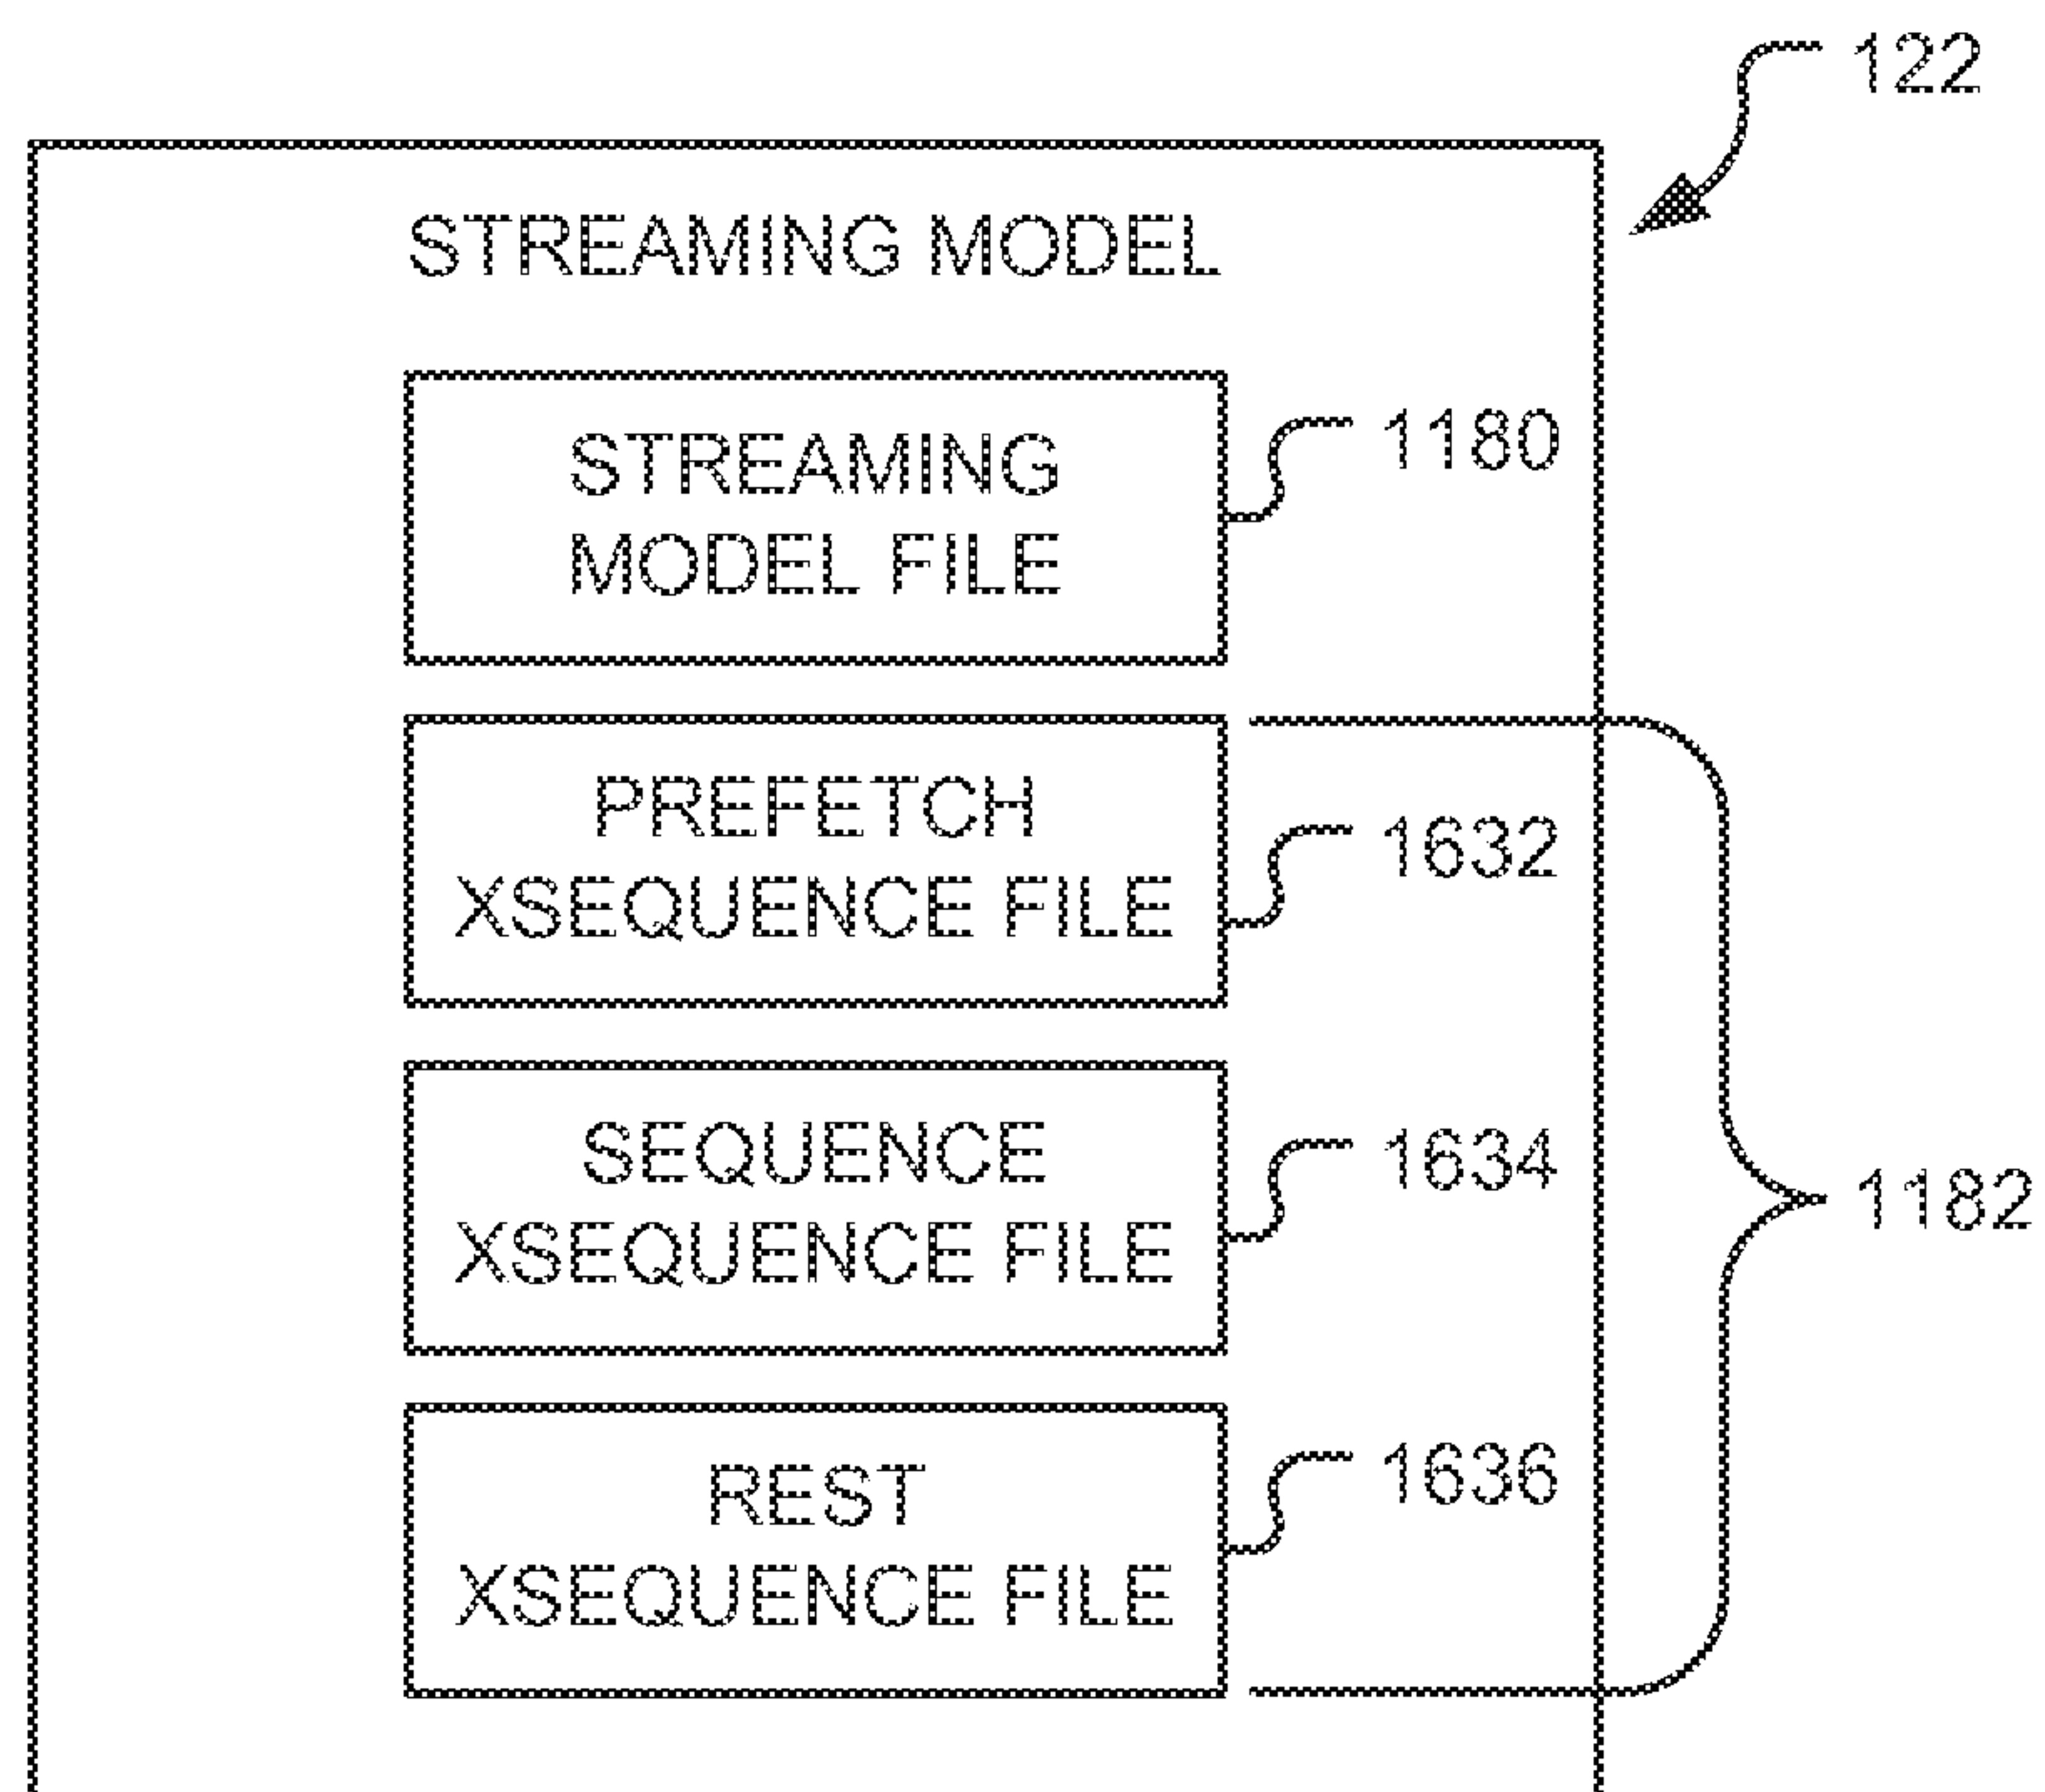 122
STREAMING MODEL
STREAMING
MODEL FILE
1180
PREFETCH
XSEQUENCE FILE
1632
SEQUENCE
XSEQUENCE FILE
1634
1182
REST
XSEQUENCE FILE
1636